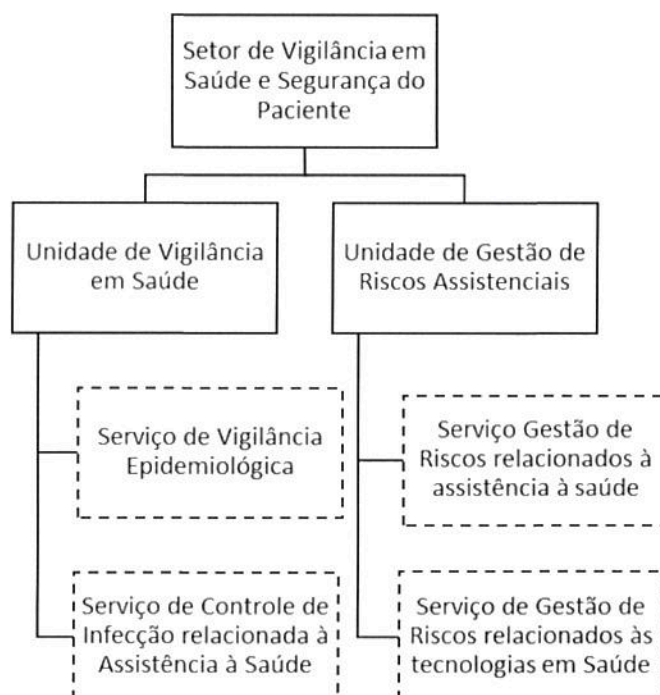 Setor de Vigilância em
Saúde e Segurança do
Paciente
Unidade de Vigilância
em Saúde
Unidade de Gestão de
Riscos Assistenciais
Serviço de Vigilância
Epidemiológica
Serviço Gestão de
Riscos relacionados à
assistência à saúde
Serviço de Controle de
Infecção relacionada à
Assistência à Saúde
Serviço de Gestão de
Riscos relacionados às
tecnologias em Saúde